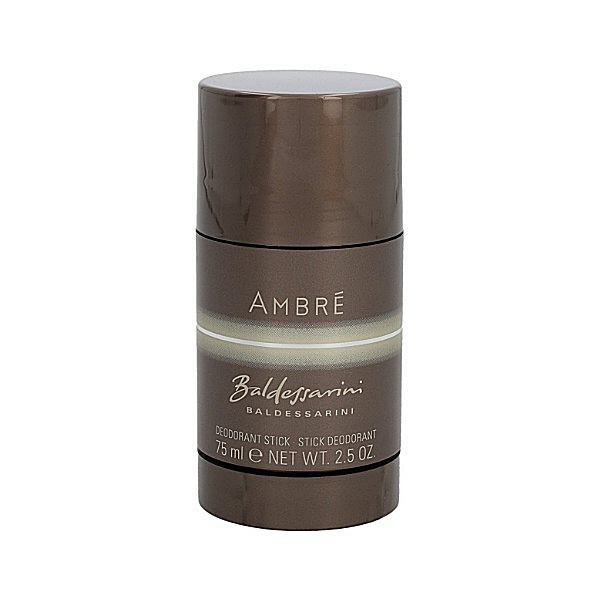 AMBRÉ
Baldessarini
BALDESSARINI
DEODORANT STICK - STICK DEODORANT
75 ml ℮ NET WT. 2.5 OZ.